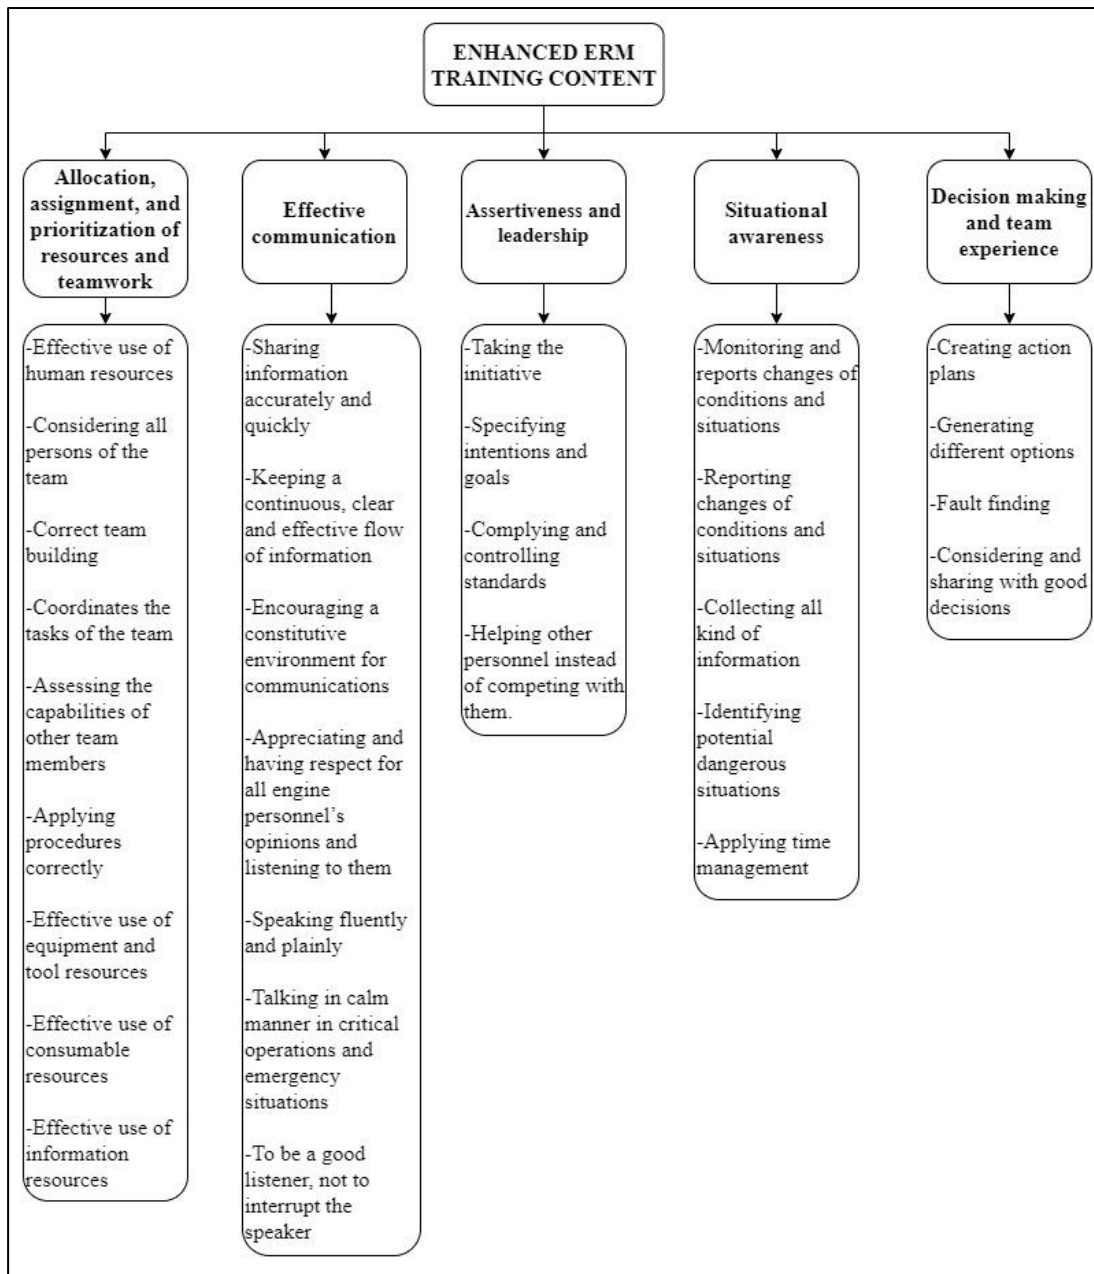 ENHANCED ERM
TRAINING CONTENT
Allocation,
assignment, and
prioritization of
resources and
teamwork
Effective
communication
Assertiveness and
leadership
Situational
awareness
Decision making
and team
experience
-Effective use of
human resources
-Considering all
persons of the
team
-Correct team
building
-Coordinates the
tasks of the team
-Assessing the
capabilities of
other team
members
-Applying
procedures
correctly
-Effective use of
equipment and
tool resources
-Effective use of
consumable
resources
-Effective use of
information
resources
-Sharing
information
accurately and
quickly
-Keeping a
continuous, clear
and effective flow
of information
-Encouraging a
constitutive
environment for
communications
-Appreciating and
having respect for
all engine
personnel’s
opinions and
listening to them
-Speaking fluently
and plainly
-Talking in calm
manner in critical
operations and
emergency
situations
-To be a good
listener, not to
interrupt the
speaker
-Taking the
initiative
-Specifying
intentions and
goals
-Complying and
controlling
standards
-Helping other
personnel instead
of competing with
them.
-Monitoring and
reports changes of
conditions and
situations
-Reporting
changes of
conditions and
situations
-Collecting all
kind of
information
-Identifying
potential
dangerous
situations
-Applying time
management
-Creating action
plans
-Generating
different options
-Fault finding
-Considering and
sharing with good
decisions